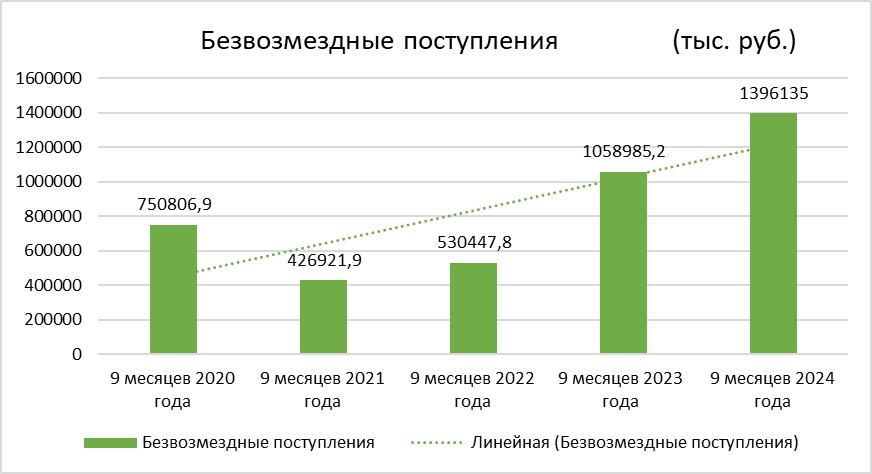 Безвозмездные поступления (тыс. руб.)
1600000
1400000
1200000
1000000
800000
600000
400000
200000
0
750806,9
426921,9
530447,8
1058985,2
1396135
9 месяцев 2020
года
9 месяцев 2021
года
9 месяцев 2022
года
9 месяцев 2023
года
9 месяцев 2024
года
Безвозмездные поступления
Линейная (Безвозмездные поступления)